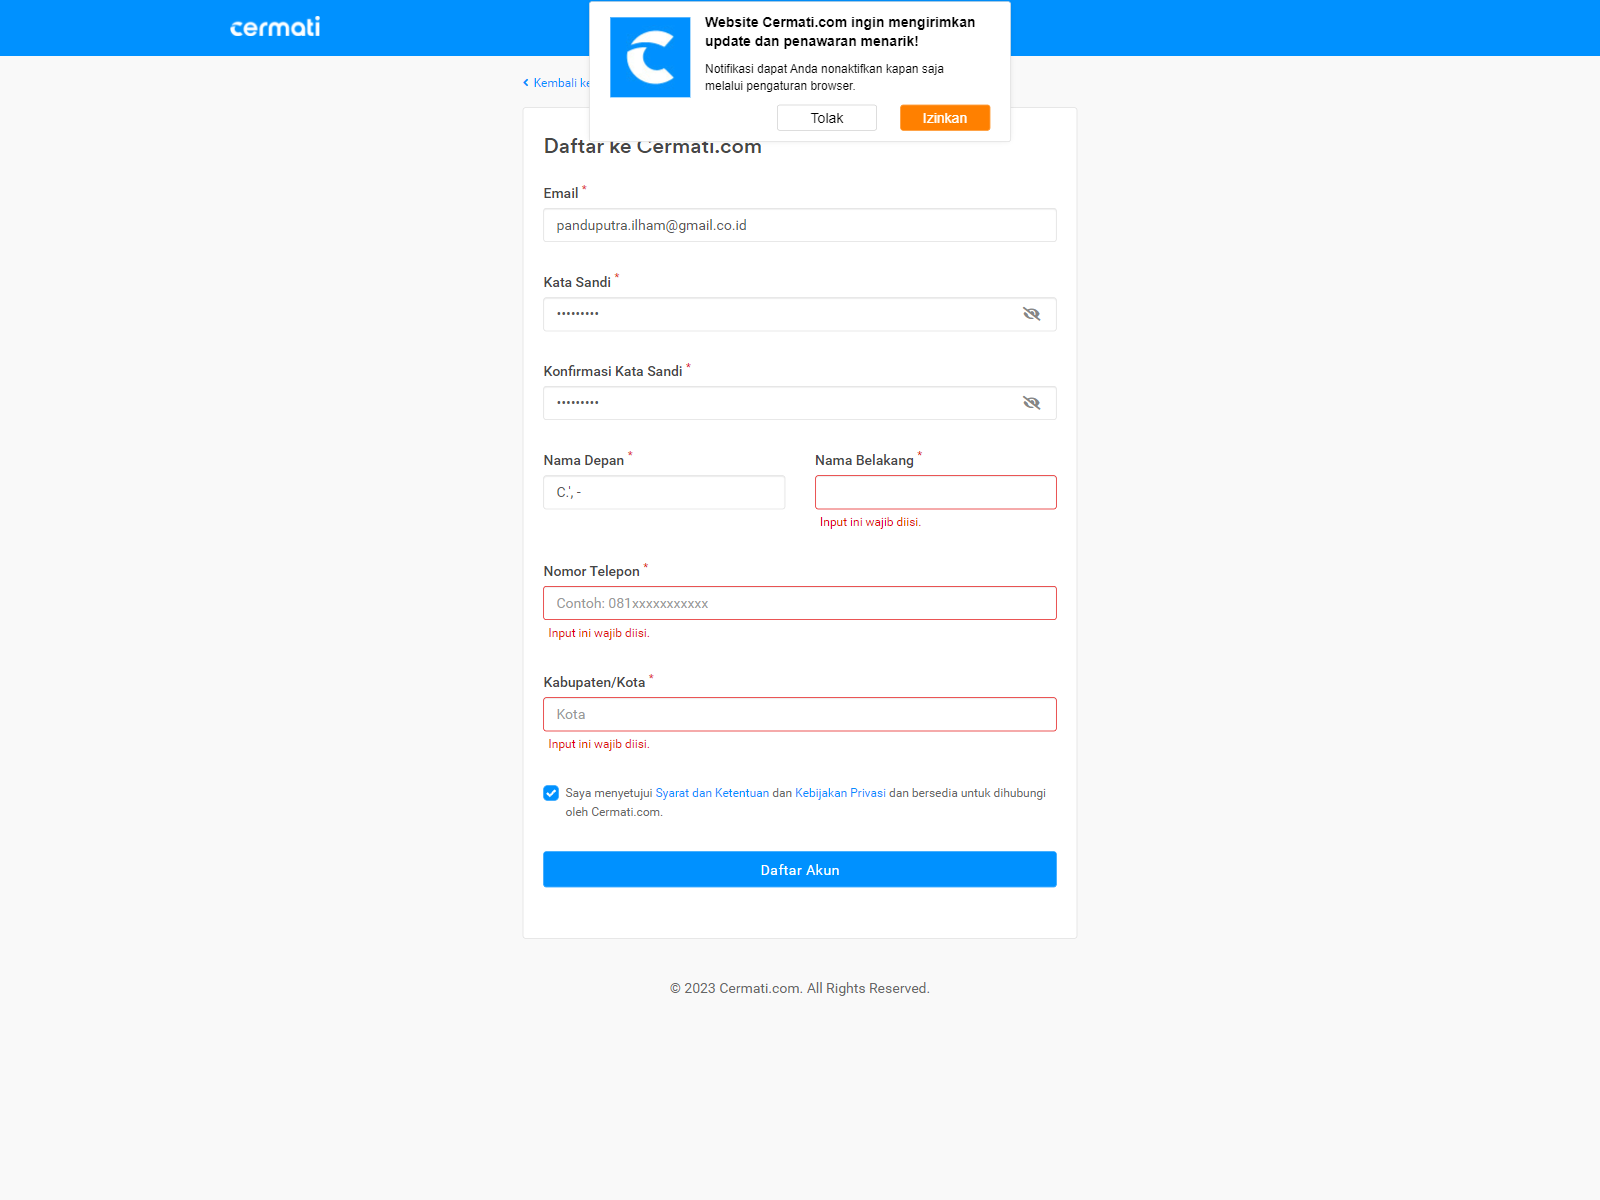 cermati
Website Cermati.com ingin mengirimkan
update dan penawaran menarik!
Notifikasi dapat Anda nonaktifkan kapan saja
melalui pengaturan browser.
Tolak
Izinkan
Kembali ke
Daftar ke Cermati.com
Email *
panduputra.ilham@gmail.co.id
Kata Sandi *
•••••••••
Konfirmasi Kata Sandi *
•••••••••
Nama Depan *
Nama Belakang *
C.', -
Input ini wajib diisi.
Nomor Telepon *
Contoh: 081xxxxxxxxxxx
Input ini wajib diisi.
Kabupaten/Kota *
Kota
Input ini wajib diisi.
Saya menyetujui Syarat dan Ketentuan dan Kebijakan Privasi dan bersedia untuk dihubungi
oleh Cermati.com.
Daftar Akun
© 2023 Cermati.com. All Rights Reserved.